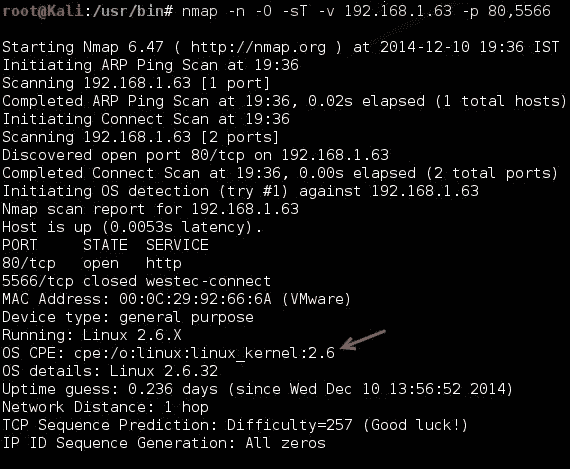 root@Kali:/usr/bin# nmap -n -O -sT -v 192.168.1.63 -p 80,5566
Starting Nmap 6.47 ( http://nmap.org ) at 2014-12-10 19:36 IST
Initiating ARP Ping Scan at 19:36
Scanning 192.168.1.63 [1 port]
Completed ARP Ping Scan at 19:36, 0.02s elapsed (1 total hosts)
Initiating Connect Scan at 19:36
Scanning 192.168.1.63 [2 ports]
Discovered open port 80/tcp on 192.168.1.63
Completed Connect Scan at 19:36, 0.00s elapsed (2 total ports)
Initiating OS detection (try #1) against 192.168.1.63
Nmap scan report for 192.168.1.63
Host is up (0.0053s latency).
PORT     STATE  SERVICE
80/tcp   open   http
5566/tcp closed westec-connect
MAC Address: 00:0C:29:92:66:6A (VMware)
Device type: general purpose
Running: Linux 2.6.X
OS CPE: cpe:/o:linux:linux_kernel:2.6
OS details: Linux 2.6.32
Uptime guess: 0.236 days (since Wed Dec 10 13:56:52 2014)
Network Distance: 1 hop
TCP Sequence Prediction: Difficulty=257 (Good luck!)
IP ID Sequence Generation: All zeros